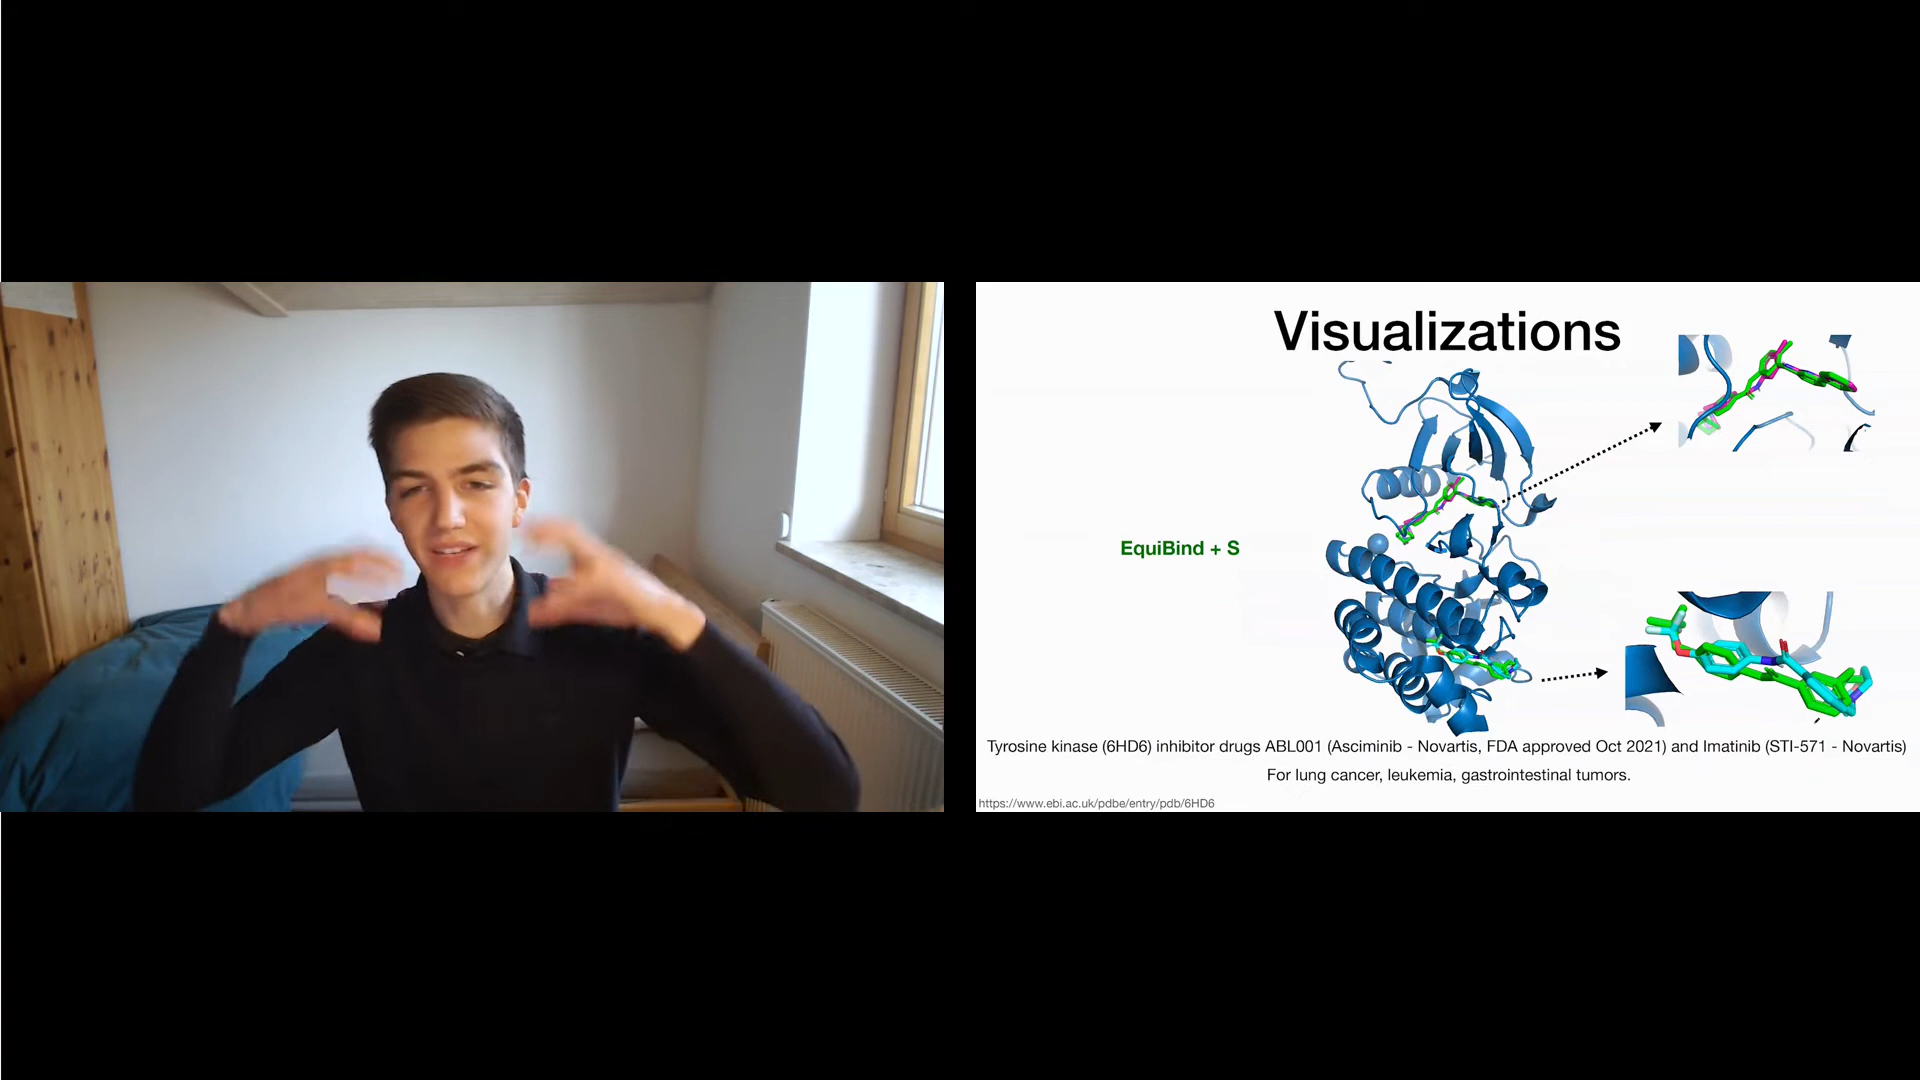 Visualizations
EquiBind + S
Tyrosine kinase (6HD6) inhibitor drugs ABL001 (Asciminib - Novartis, FDA approved Oct 2021) and Imatinib (STI-571 - Novartis)
For lung cancer, leukemia, gastrointestinal tumors.
https://www.ebi.ac.uk/pdbe/entry/pdb/6HD6